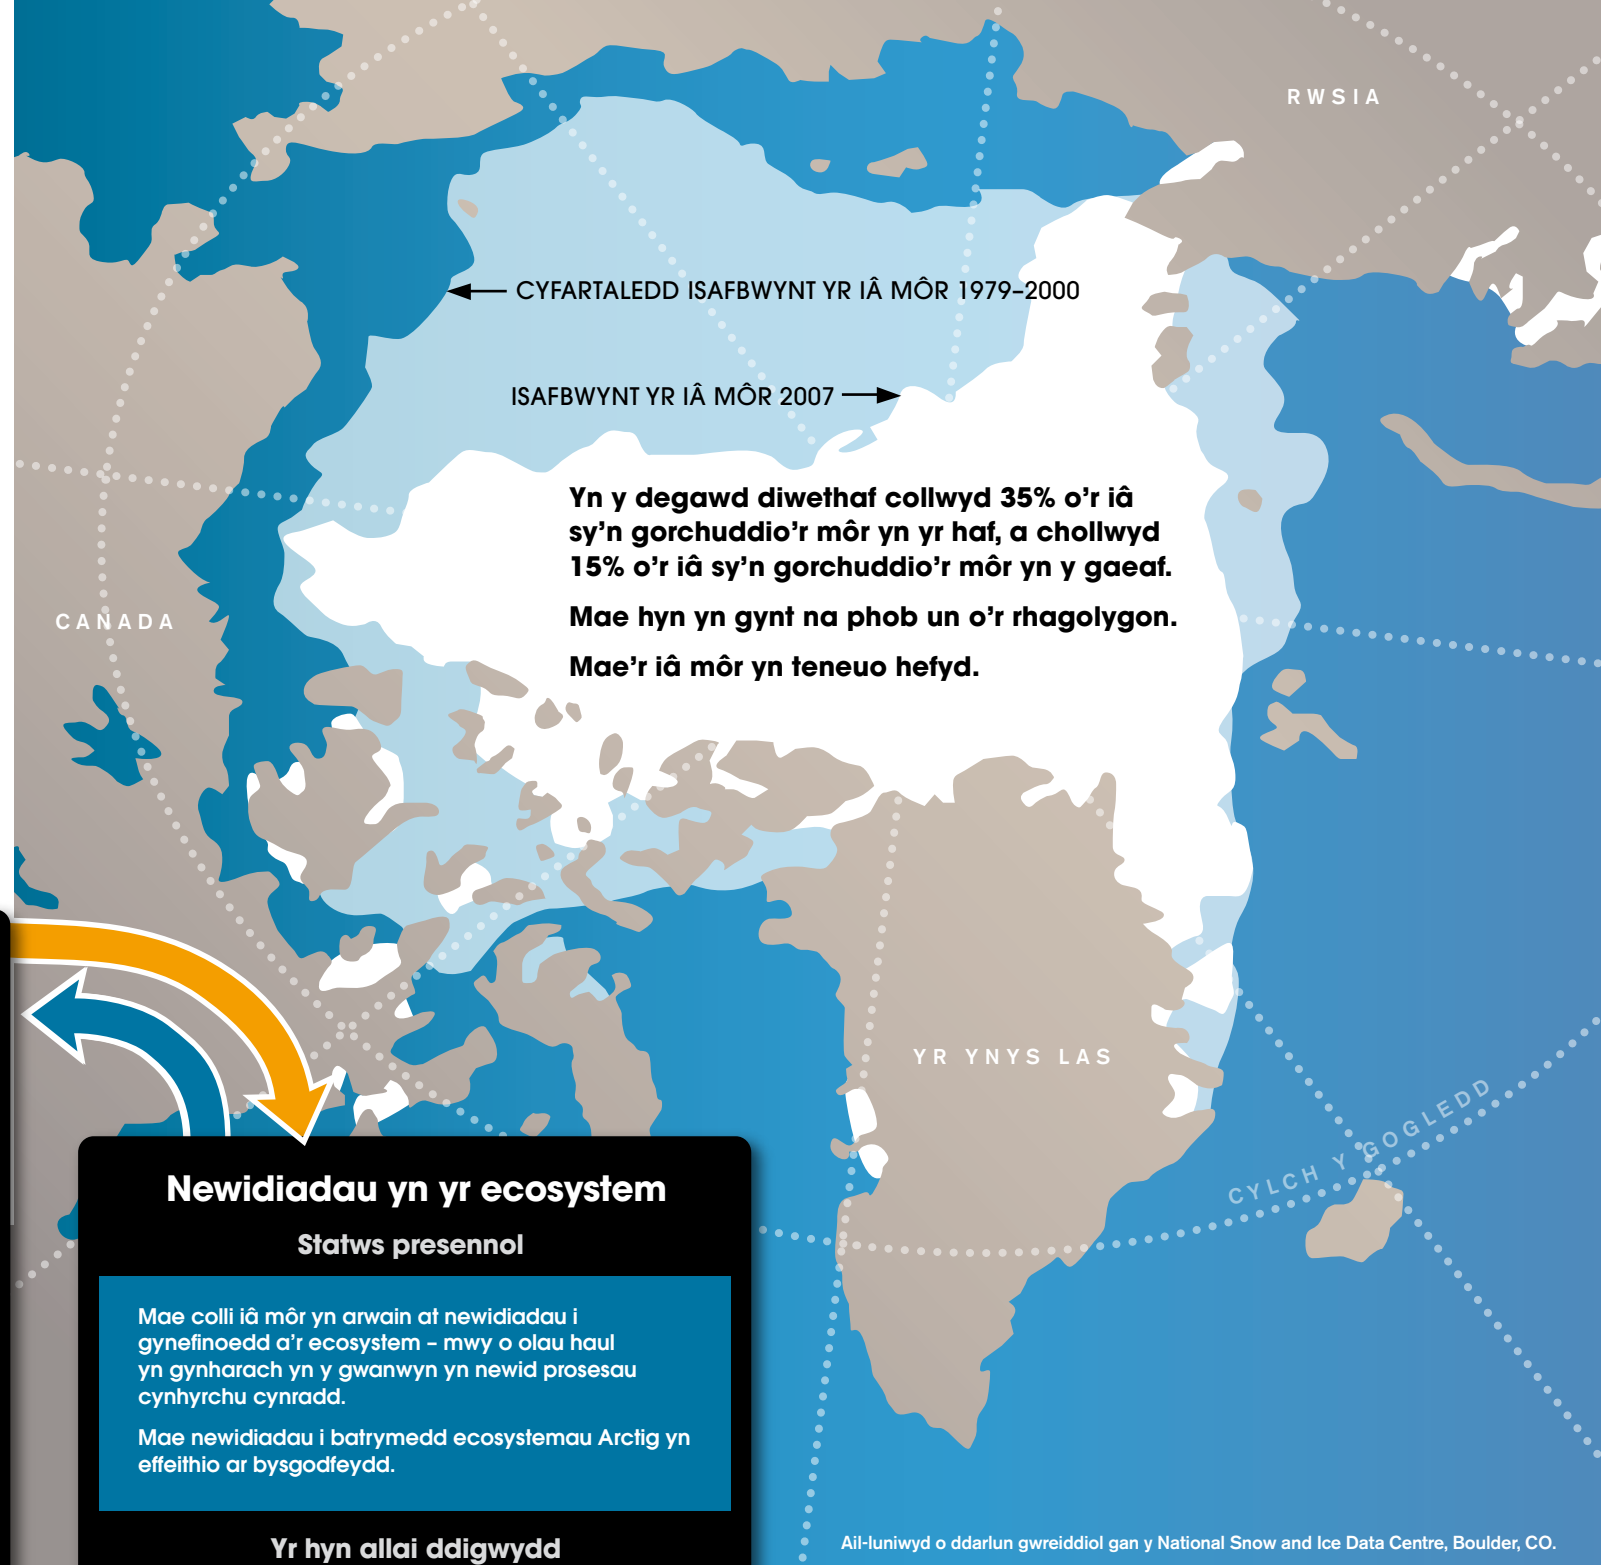 RWSIA
CYFARTALEDD ISAFBWYNT YR IÂ MÔR 1979–2000
ISAFBWYNT YR IÂ MÔR 2007
Yn y degawd diwethaf collwyd 35% o’r iâ
sy’n gorchuddio’r môr yn yr haf, a chollwyd
15% o’r iâ sy’n gorchuddio’r môr yn y gaeaf.
Mae hyn yn gynt na phob un o’r rhagolygon.
Mae’r iâ môr yn teneuo hefyd.
CANADA
YR YNYS LAS
CYLCH Y GOGLEDD
Newidiadau yn yr ecosystem
Statws presennol
Mae colli iâ môr yn arwain at newidiadau i
gynefinoedd a’r ecosystem – mwy o olau haul
yn gynharach yn y gwanwyn yn newid prosesau
cynhyrchu cynradd.
Mae newidiadau i batrymedd ecosystemau Arctig yn
effeithio ar bysgodfeydd.
Yr hyn allai ddigwydd
Ail-luniwyd o ddarlun gwreiddiol gan y National Snow and Ice Data Centre, Boulder, CO.